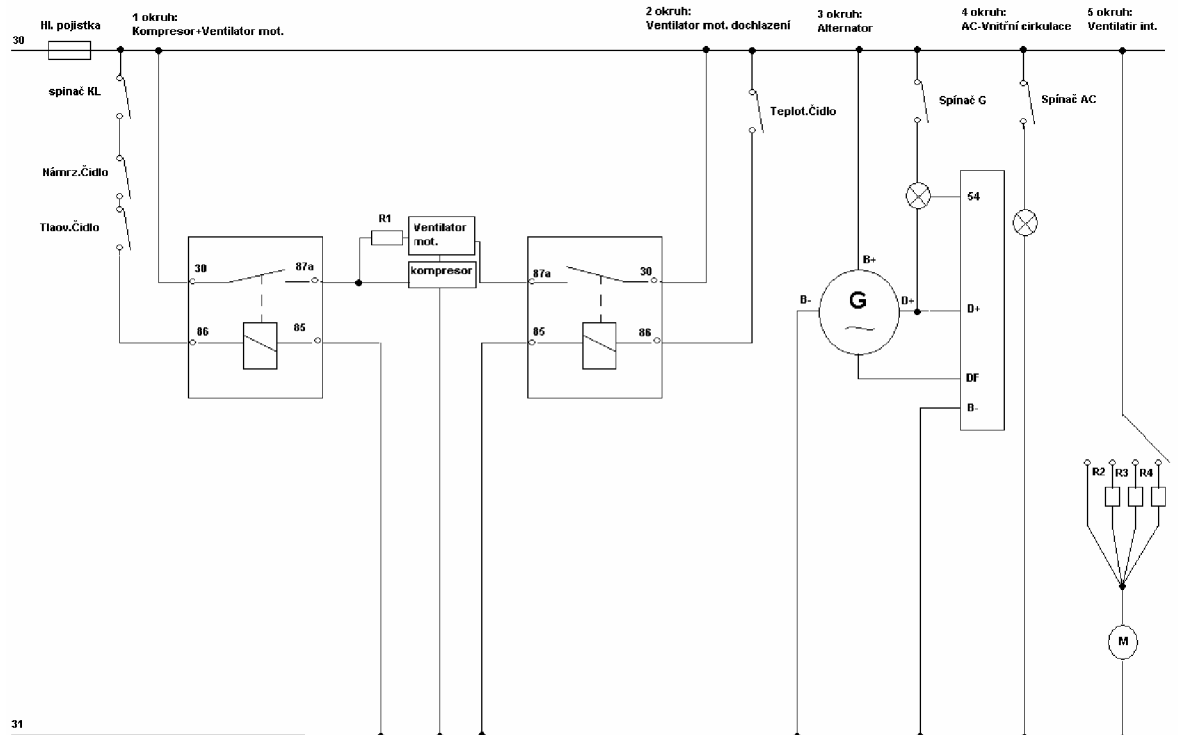 Hl. pojistka
30
1 okruh:
Kompresor+Ventilator mot.
2 okruh:
Ventilator mot. dochlazení
3 okruh:
Alternator
4 okruh:
AC-Vnitřní cirkulace
5 okruh:
Ventilatir int.
spinač KL
Námrz.Čidlo
Tlaov.Čidlo
Teplot.Čidlo
Spínač G
Spínač AC
30
87a
86
85
R1
Ventilator
mot.
kompresor
87a
30
85
86
B+
B-
G
D+
54
D+
DF
B-
R2
R3
R4
M
31